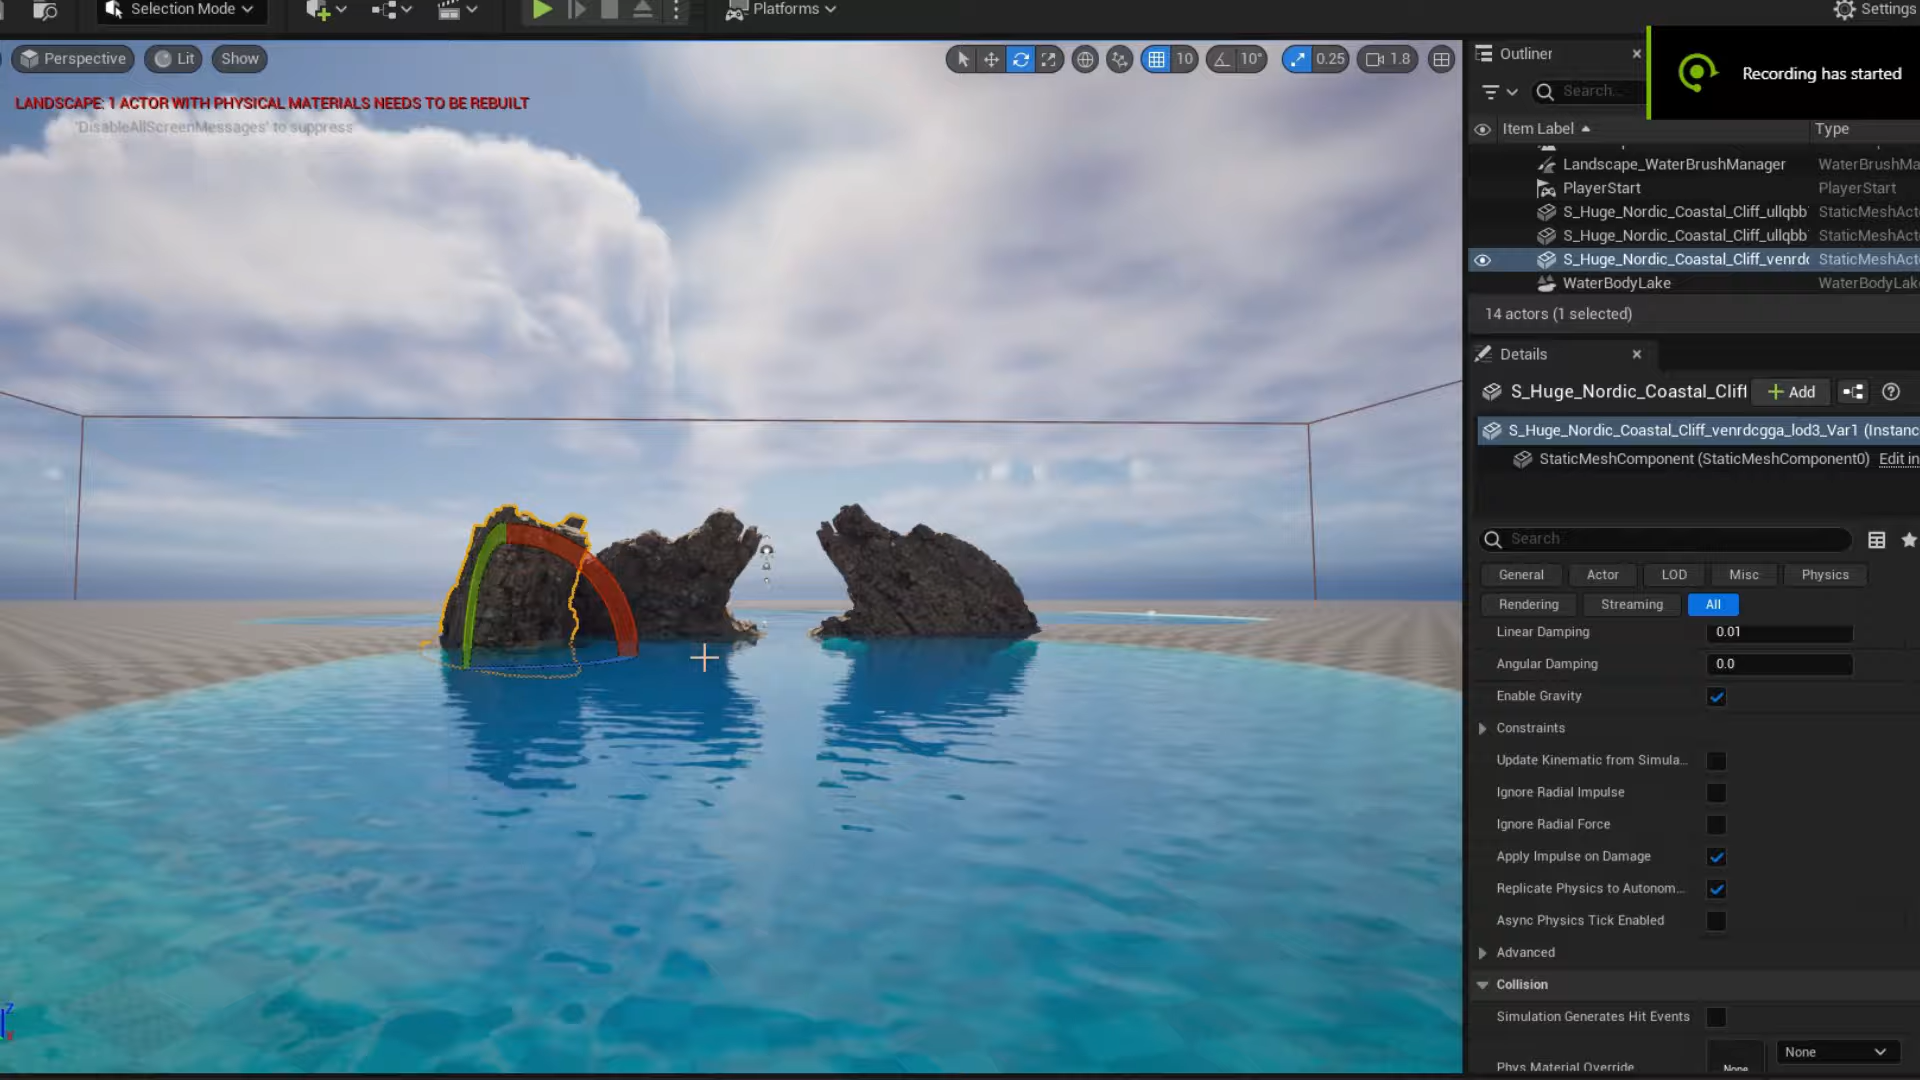 Selection Mode
Platforms
Settings
Perspective
Lit
Show
10
10°
0.25
1.8
LANDSCAPE: 1 ACTOR WITH PHYSICAL MATERIALS NEEDS TO BE REBUILT
'DisableAllScreenMessages' to suppress
Outliner
Recording has started
Search...
Item Label
Type
Landscape_WaterBrushManager
WaterBrushMa
PlayerStart
PlayerStart
S_Huge_Nordic_Coastal_Cliff_ullqbb
StaticMeshAct
S_Huge_Nordic_Coastal_Cliff_ullqbb
StaticMeshAct
S_Huge_Nordic_Coastal_Cliff_venrdc
StaticMeshAct
WaterBodyLake
WaterBodyLak
14 actors (1 selected)
Details
S_Huge_Nordic_Coastal_Cliff
Add
S_Huge_Nordic_Coastal_Cliff_venrdcgga_lod3_Var1 (Instanc
StaticMeshComponent (StaticMeshComponent0)
Edit in
Search
General
Actor
LOD
Misc
Physics
Rendering
Streaming
All
Linear Damping
0.01
Angular Damping
0.0
Enable Gravity
Constraints
Update Kinematic from Simula...
Ignore Radial Impulse
Ignore Radial Force
Apply Impulse on Damage
Replicate Physics to Autonom...
Async Physics Tick Enabled
Advanced
Collision
Simulation Generates Hit Events
Phys Material Override
None
None
Z